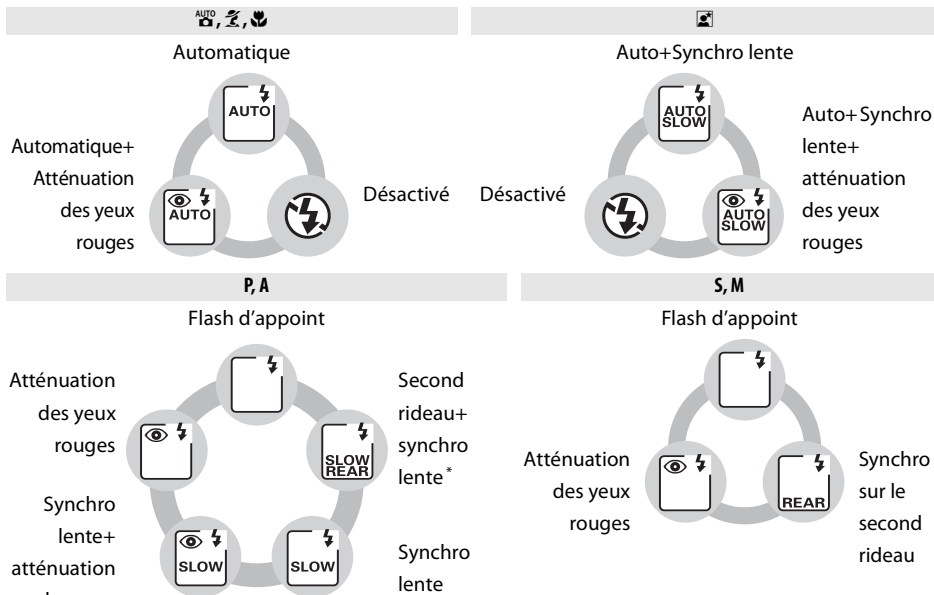 AUTO
Automatique
AUTO
Automatique+
Atténuation
des yeux
rouges
AUTO
Désactivé
Auto+Synchro lente
AUTO
SLOW
Désactivé
Auto+ Synchro
lente+
atténuation
des yeux
rouges
AUTO
SLOW
P, A
Flash d'appoint
Atténuation
des yeux
rouges
Second
rideau+
synchro
lente*
SLOW
REAR
Synchro
lente+
atténuation
SLOW
SLOW
Synchro
lente
S, M
Flash d'appoint
Atténuation
des yeux
rouges
REAR
Synchro
sur le
second
rideau